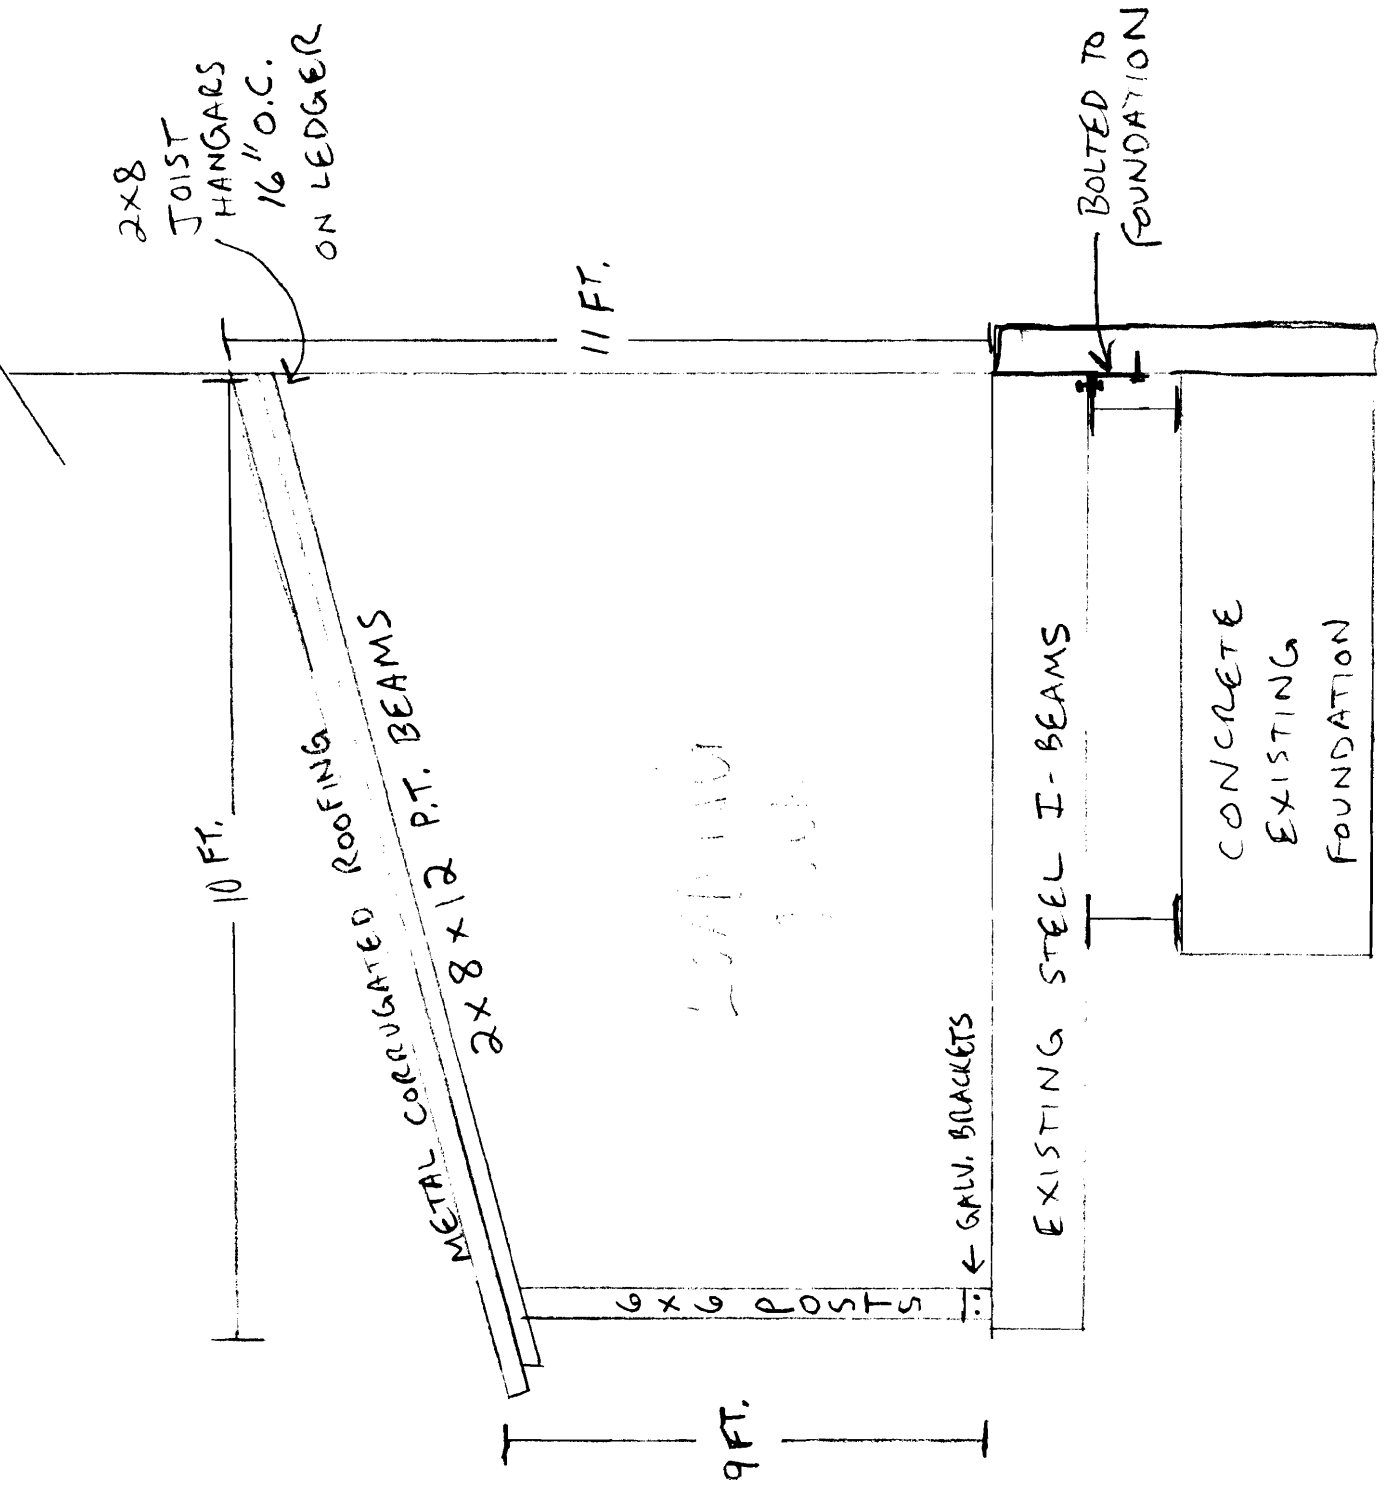 2x8
JOIST
HANGARS
16" O.C.
ON LEDGER
10 FT.
METAL CORRUGATED ROOFING
2x8x12 P.T. BEAMS
11 FT.
9 FT.
6x6 POSTS
← GALV. BRACKETS
BOLTED TO
FOUNDATION
EXISTING STEEL I-BEAMS
CONCRETE
EXISTING
FOUNDATION